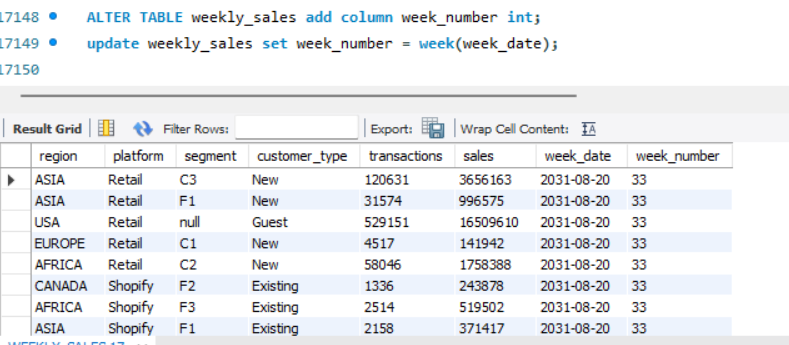 17148 ALTER TABLE weekly_sales add column week_number int;
17149 update weekly_sales set week_number = week(week_date);
17150
Result Grid Filter Rows: Export: Wrap Cell Content: IA
region platform segment customer_type transactions sales week_date week_number
ASIA Retail C3 New 120631 3656163 2031-08-20 33
ASIA Retail F1 New 31574 996575 2031-08-20 33
USA Retail null Guest 529151 16509610 2031-08-20 33
EUROPE Retail C1 New 4517 141942 2031-08-20 33
AFRICA Retail C2 New 58046 1758388 2031-08-20 33
CANADA Shopify F2 Existing 1336 243878 2031-08-20 33
AFRICA Shopify F3 Existing 2514 519502 2031-08-20 33
ASIA Shopify F1 Existing 2158 371417 2031-08-20 33